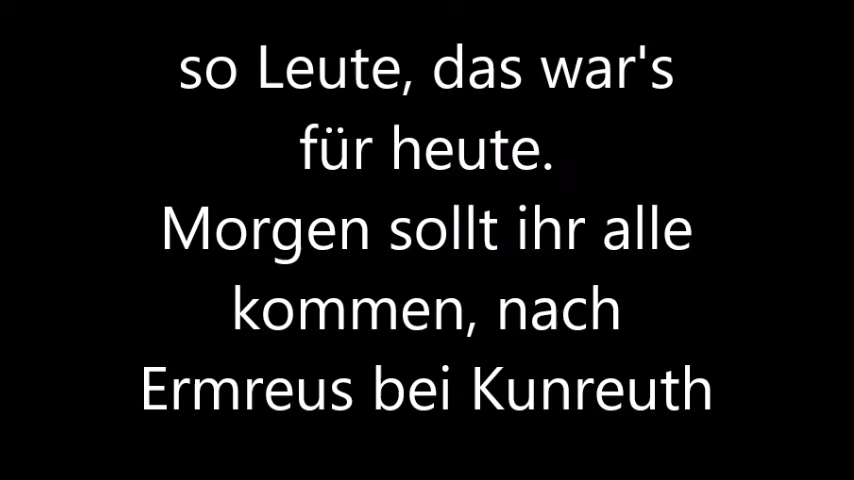 so Leute, das war's
für heute.
Morgen sollt ihr alle
kommen, nach
Ermreus bei Kunreuth